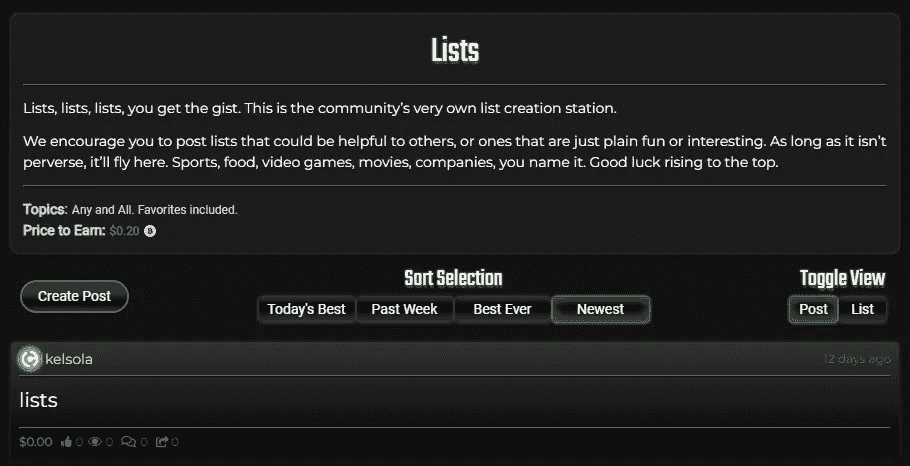 Lists
Lists, lists, lists, you get the gist. This is the community's very own list creation station.
We encourage you to post lists that could be helpful to others, or ones that are just plain fun or interesting. As long as it isn't
perverse, it'll fly here. Sports, food, video games, movies, companies, you name it. Good luck rising to the top.
Topics: Any and All. Favorites included.
Price to Earn: $0.20
Sort Selection
Toggle View
Create Post
Today's Best
Past Week
Best Ever
Newest
Post
List
kelsola
12 days ago
lists
$0.00 0 0 0 0